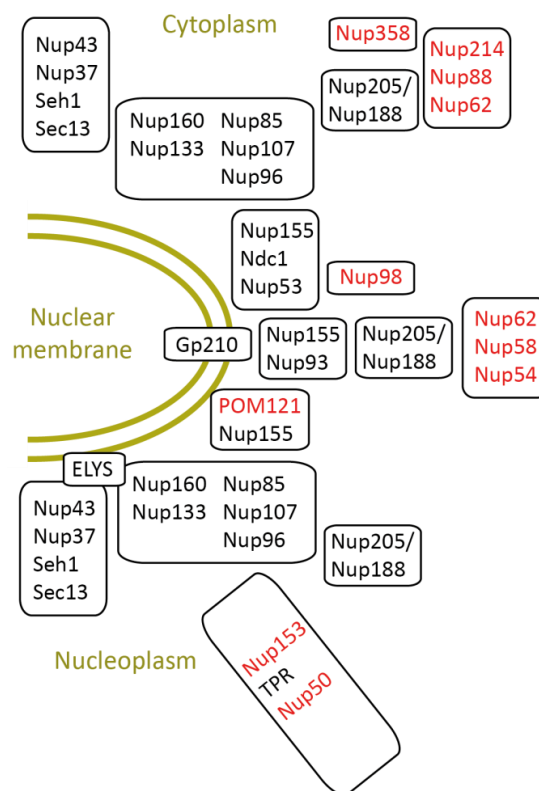 Cytoplasm
Nup43
Nup37
Seh1
Sec13
Nup160 Nup85
Nup133 Nup107
Nup96
Nup358
Nup205/
Nup188
Nup214
Nup88
Nup62
Nup155
Ndc1
Nup53
Nup98
Nuclear
membrane
Gp210
Nup155
Nup93
Nup205/
Nup188
Nup62
Nup58
Nup54
POM121
Nup155
ELYS
Nup43
Nup37
Seh1
Sec13
Nup160 Nup85
Nup133 Nup107
Nup96
Nup205/
Nup188
Nucleoplasm
Nup153
TPR
Nup50